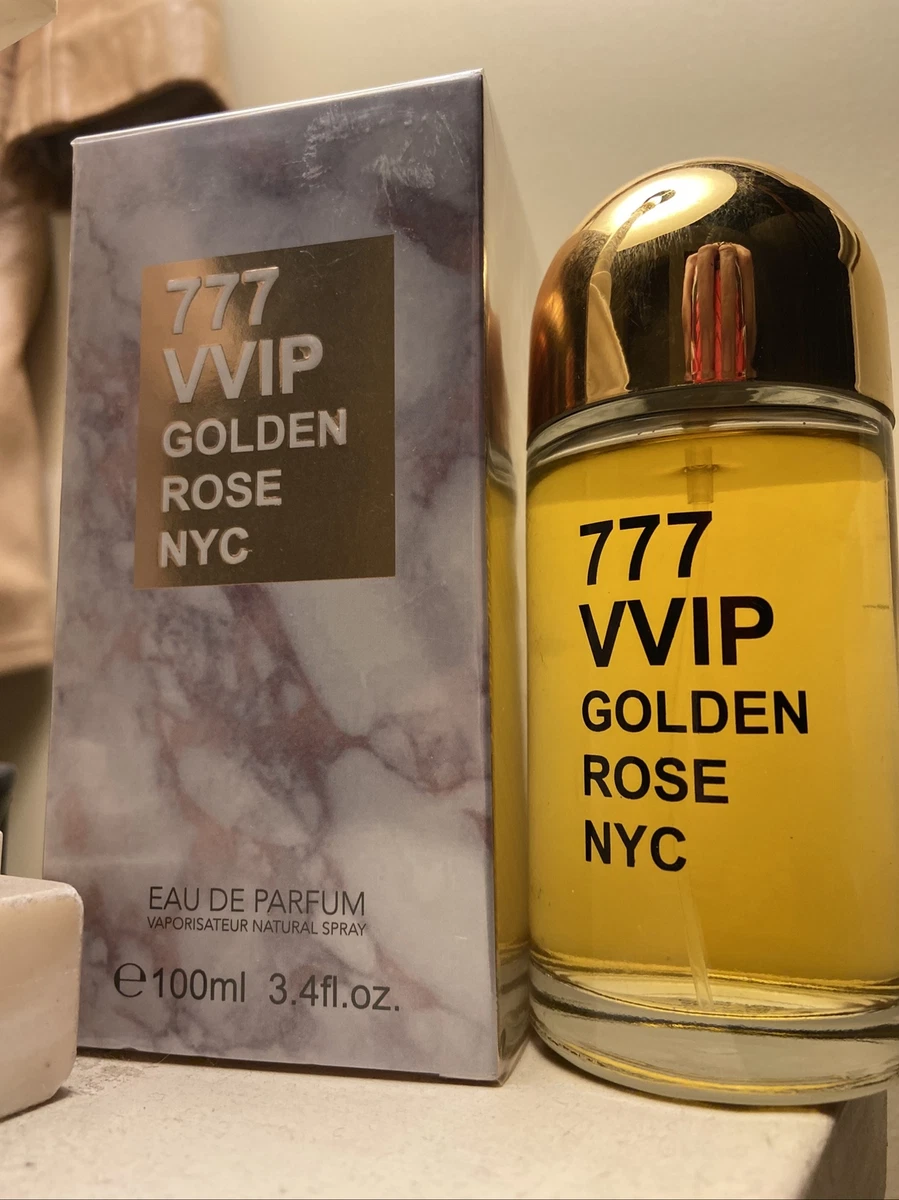 777
VVIP
GOLDEN
ROSE
NYC
EAU DE PARFUM
VAPORISATEUR NATURAL SPRAY
℮100ml 3.4fl.oz.
777
VVIP
GOLDEN
ROSE
NYC